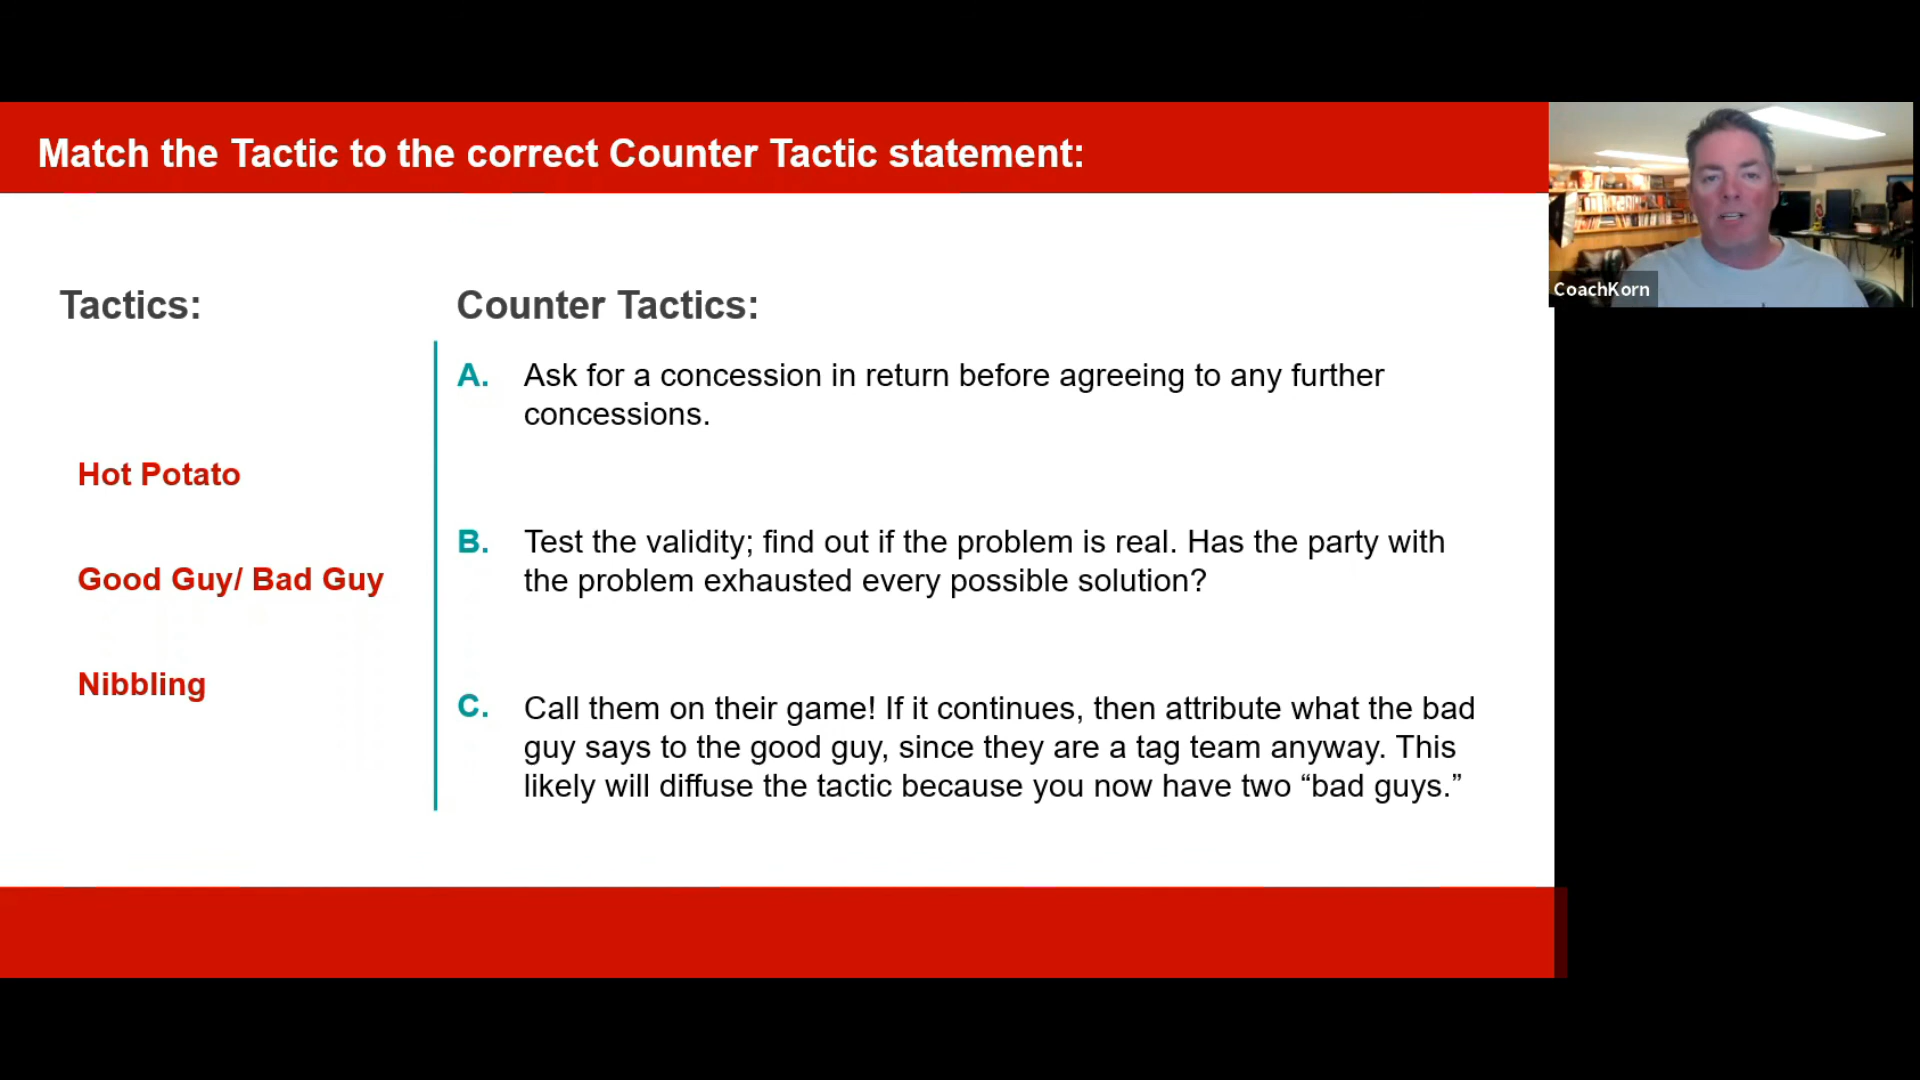 Match the Tactic to the correct Counter Tactic statement:
CoachKorn
Tactics:
Hot Potato
Good Guy/ Bad Guy
Nibbling
Counter Tactics:
A. Ask for a concession in return before agreeing to any further
concessions.
B. Test the validity; find out if the problem is real. Has the party with
the problem exhausted every possible solution?
C. Call them on their game! If it continues, then attribute what the bad
guy says to the good guy, since they are a tag team anyway. This
likely will diffuse the tactic because you now have two “bad guys.”